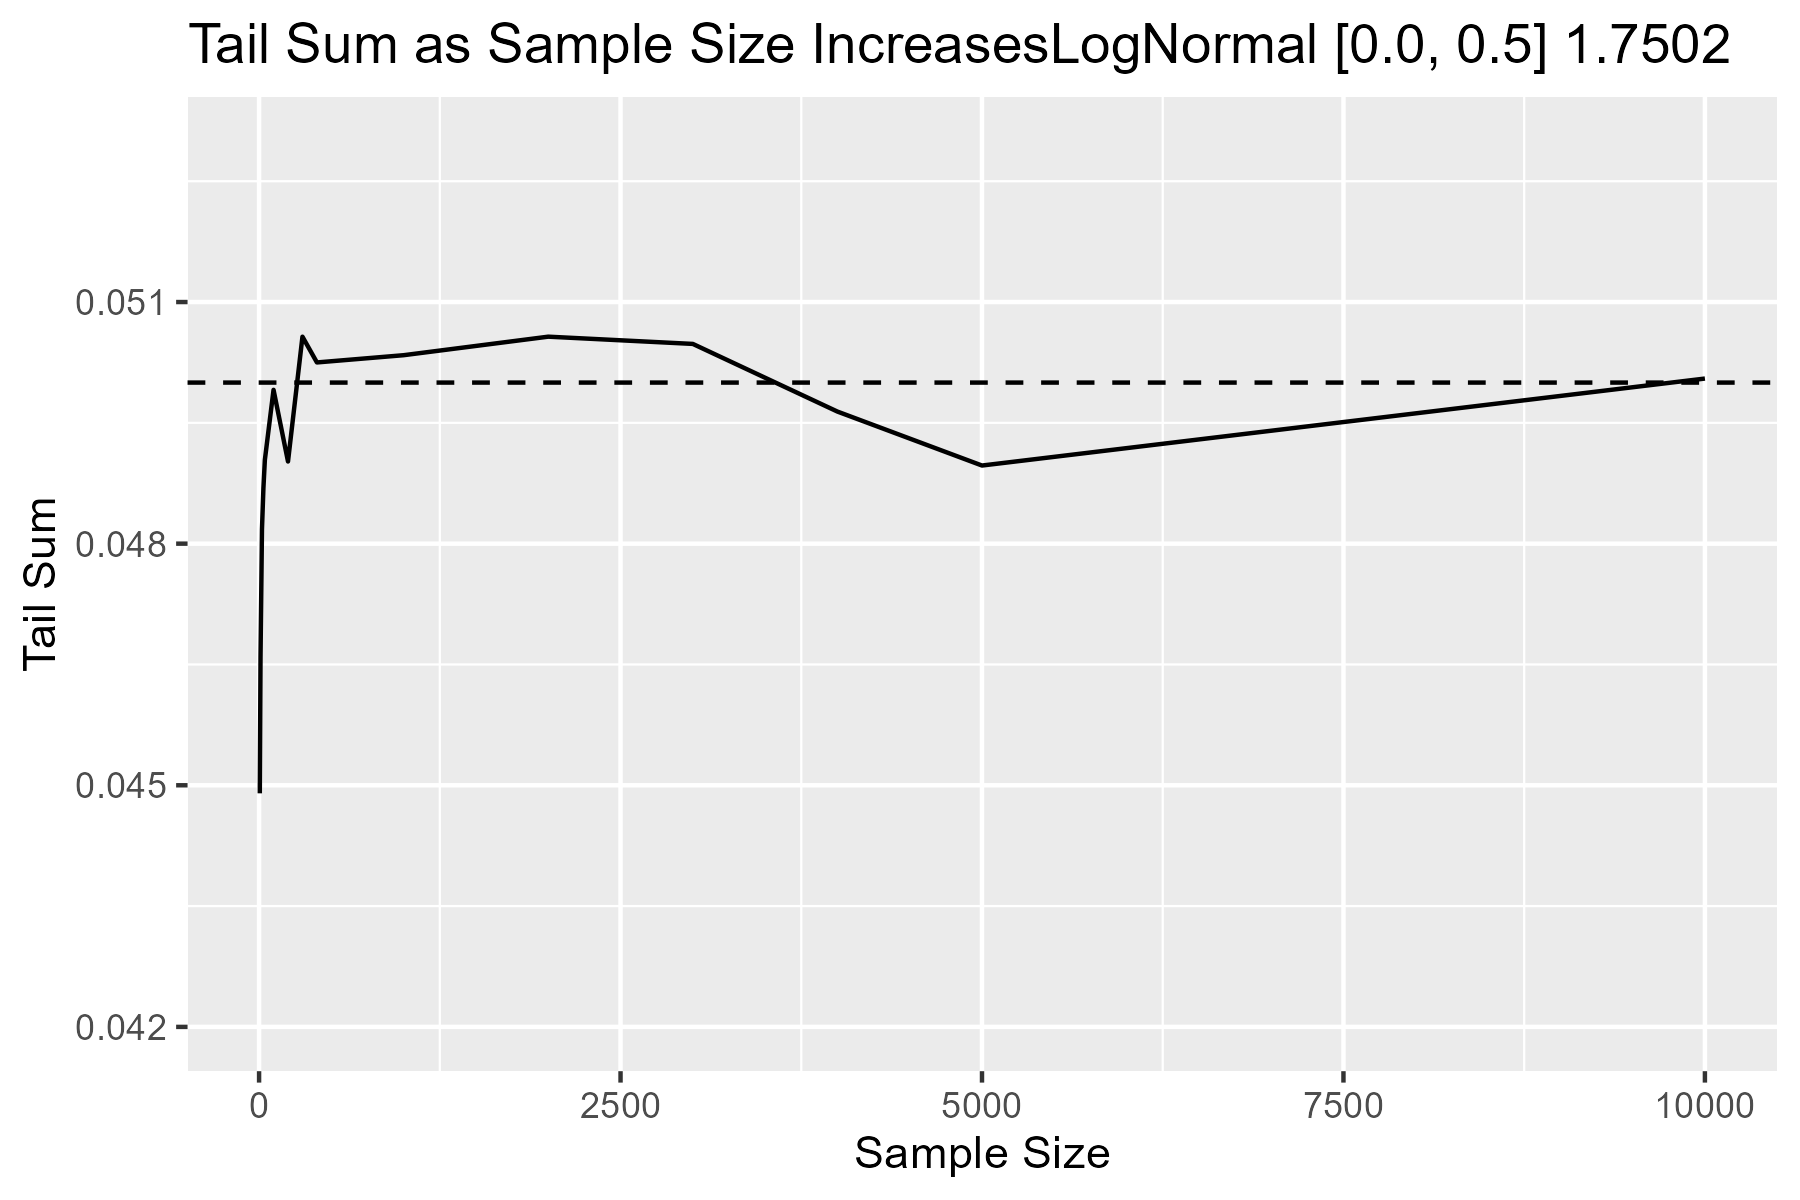 Tail Sum as Sample Size IncreasesLogNormal [0.0, 0.5] 1.7502
Tail Sum
0.051
0.048
0.045
0.042
0 2500 5000 7500 10000
Sample Size